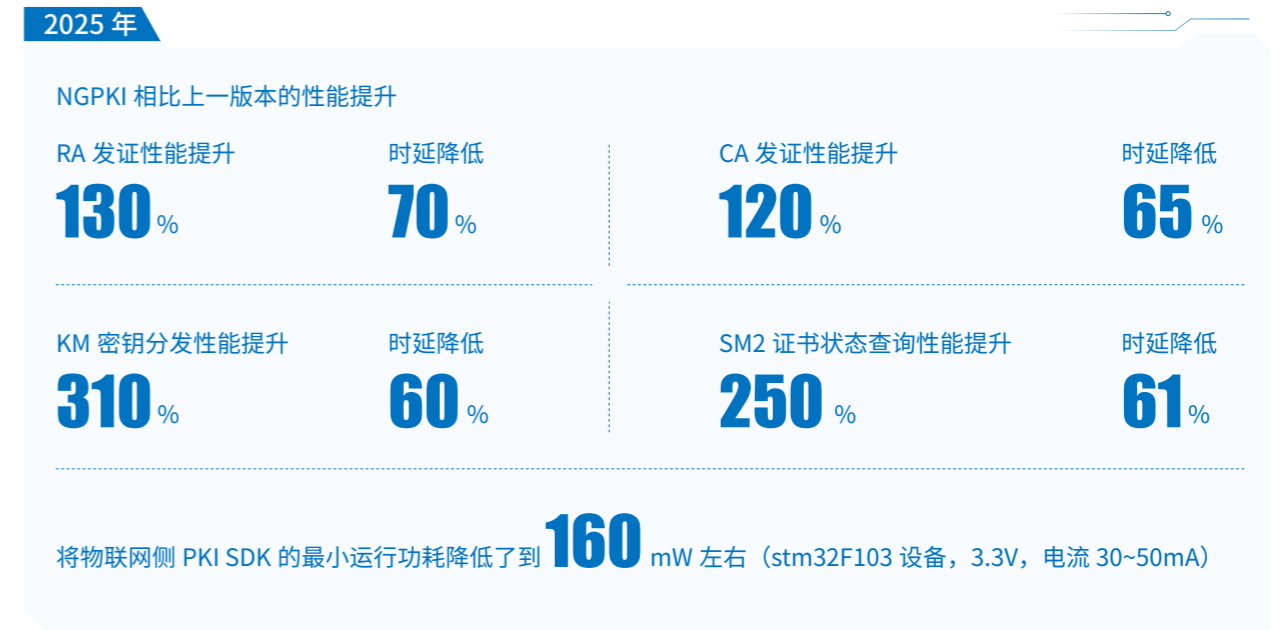 2025 年
NGPKI 相比上一版本的性能提升
RA 发证性能提升
130 %
时延降低
70 %
CA 发证性能提升
120 %
时延降低
65 %
KM 密钥分发性能提升
310 %
时延降低
60 %
SM2 证书状态查询性能提升
250 %
时延降低
61 %
将物联网侧 PKI SDK 的最小运行功耗降低了到 160 mW 左右（stm32F103 设备，3.3V，电流 30~50mA）